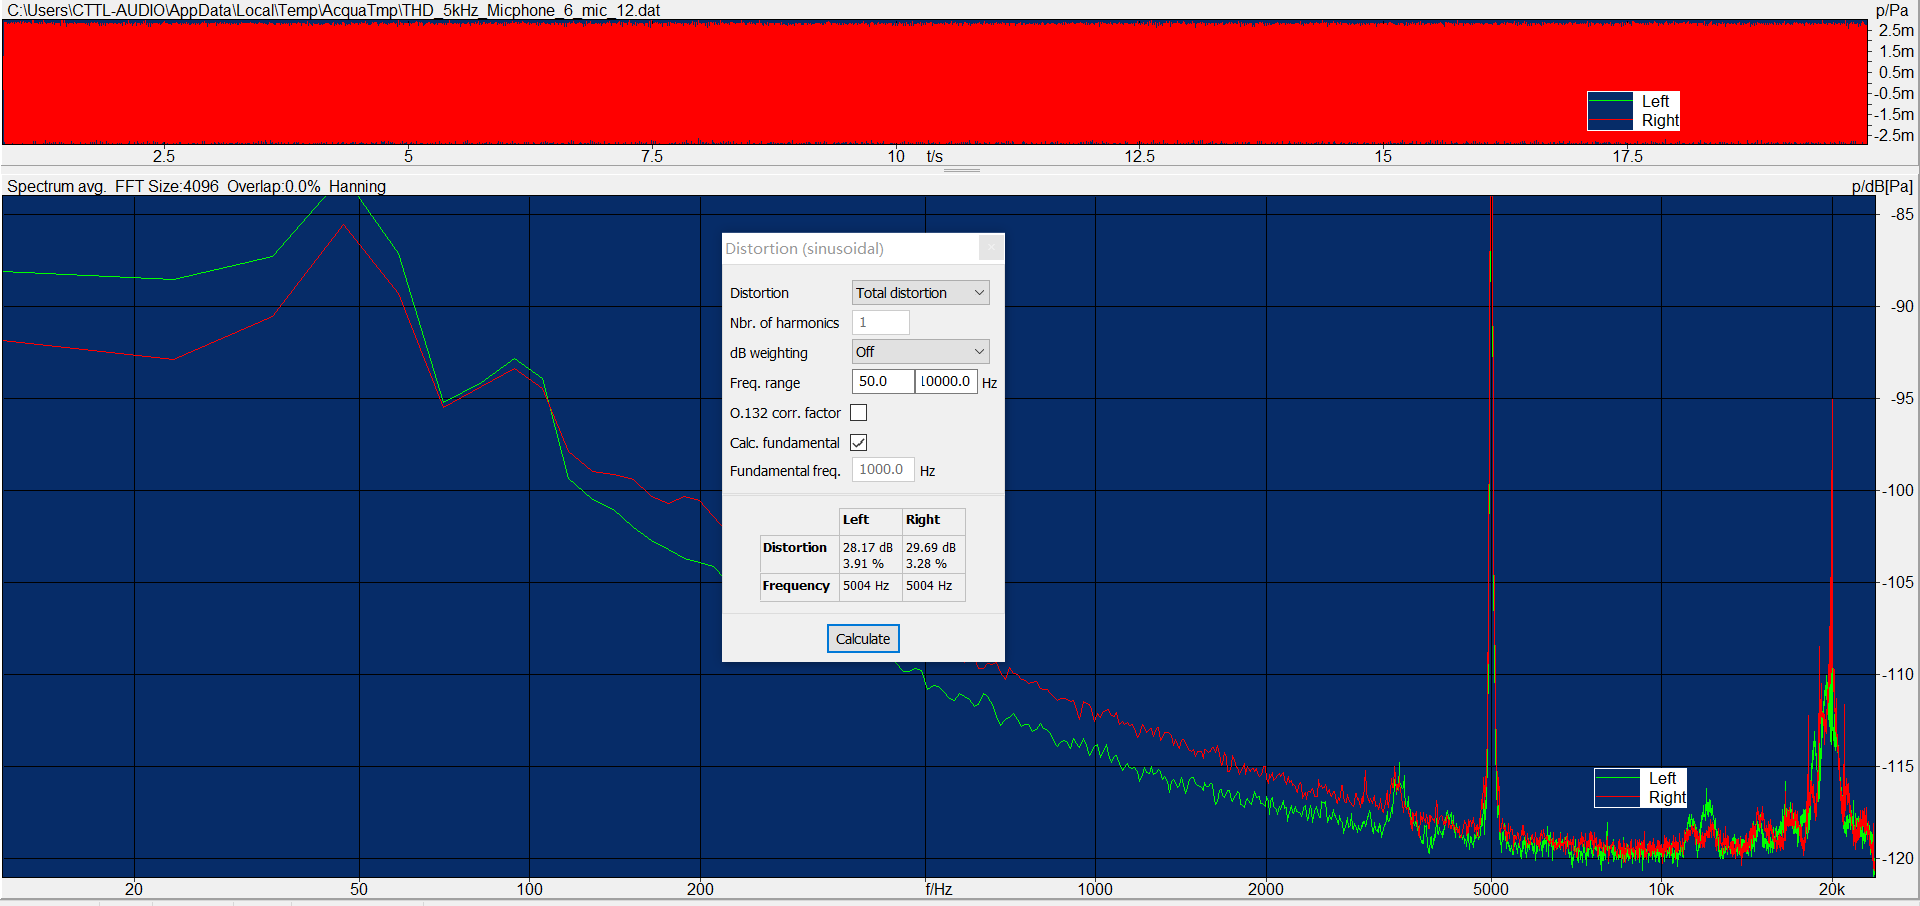 C:\Users\CTTL-AUDIO\AppData\Local\Temp\AcquaTmp\THD_5kHz_Micphone_6_mic_12.dat
p/Pa
2.5m
1.5m
0.5m
-0.5m
-1.5m
-2.5m
Left
Right
2.5 5 7.5 10 t/s 12.5 15 17.5
Spectrum avg. FFT Size:4096 Overlap:0.0% Hanning
p/dB[Pa]
-85
-90
-95
-100
-105
-110
-115
-120
Distortion (sinusoidal)
Distortion Total distortion
Nbr. of harmonics 1
dB weighting Off
Freq. range 50.0 10000.0 Hz
O.132 corr. factor
Calc. fundamental
Fundamental freq. 1000.0 Hz
Left Right
Distortion 28.17 dB 29.69 dB
3.91 % 3.28 %
Frequency 5004 Hz 5004 Hz
Calculate
Left
Right
20 50 100 200 f/Hz 1000 2000 5000 10k 20k